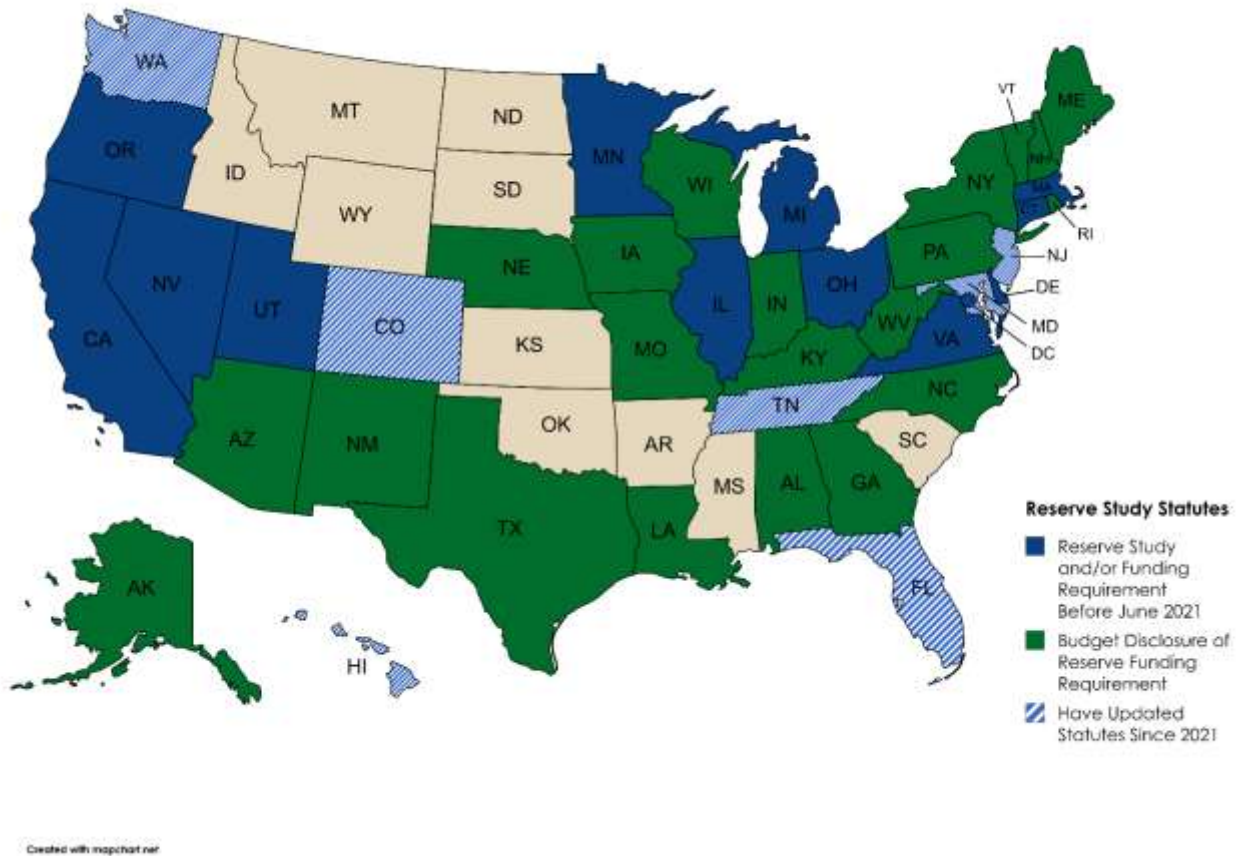 WA
MT
ND
MN
VT
ME
OR
ID
SD
WI
NH
NY
MA
WY
MI
CT
RI
IA
PA
NJ
NE
NV
OH
DE
UT
IL
IN
CO
WV
MD
CA
KS
MO
VA
DC
KY
NC
TN
OK
AZ
NM
AR
SC
MS
AL
GA
TX
LA
FL
AK
HI
Reserve Study Statutes
Reserve Study
and/or Funding
Requirement
Before June 2021
Budget Disclosure of
Reserve Funding
Requirement
Have Updated
Statutes Since 2021
Created with mapchart.net